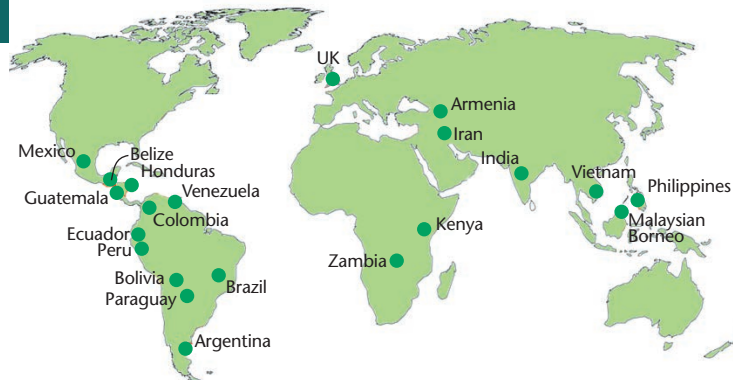 UK
Armenia
Iran
India
Mexico
Belize
Honduras
Guatemala
Venezuela
Colombia
Vietnam
Philippines
Malaysian
Borneo
Ecuador
Peru
Kenya
Zambia
Bolivia
Paraguay
Brazil
Argentina